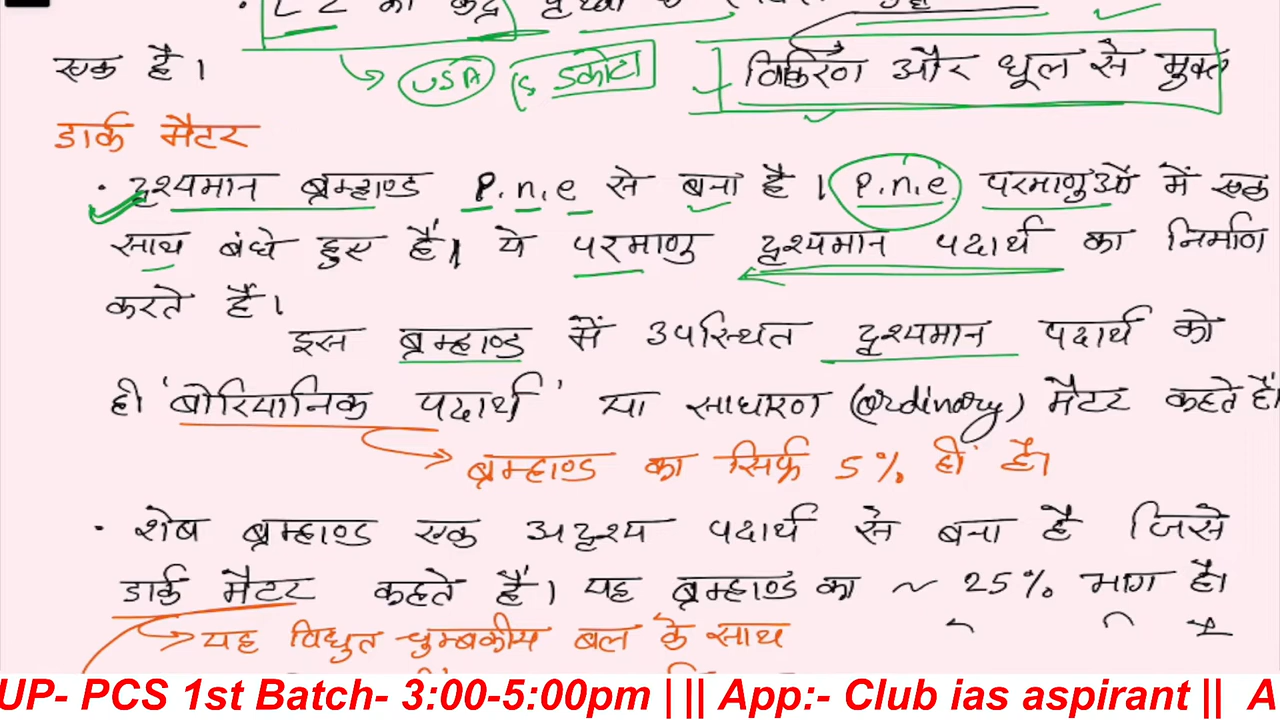 LZ
एक है।
USA
S डकोटा
विकिरण और धूल से मुक्त
डार्क मैटर
• दृश्यमान ब्रम्हाण्ड P.n.e से बना है। P.n.e परमाणुओं में एक
साथ बंधे हुए हैं। ये परमाणु दृश्यमान पदार्थ का निर्माण
करते हैं।
इस ब्रम्हाण्ड में उपस्थित दृश्यमान पदार्थ को
ही 'बोरियानिक पदार्थ' या साधारण (ordinary) मैटर कहते हैं।
ब्रम्हाण्ड का सिर्फ 5% ही है।
• शेष ब्रम्हाण्ड एक अदृश्य पदार्थ से बना है जिसे
डार्क मैटर कहते हैं। यह ब्रम्हाण्ड का ~ 25% भाग है।
यह विधुत चुम्बकीय बल के साथ
UP- PCS 1st Batch- 3:00-5:00pm | || App:- Club ias aspirant || A